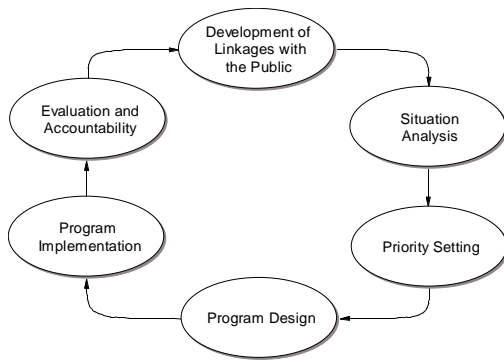 Development of
Linkages with
the Public
Situation
Analysis
Priority Setting
Program Design
Program
Implementation
Evaluation and
Accountability